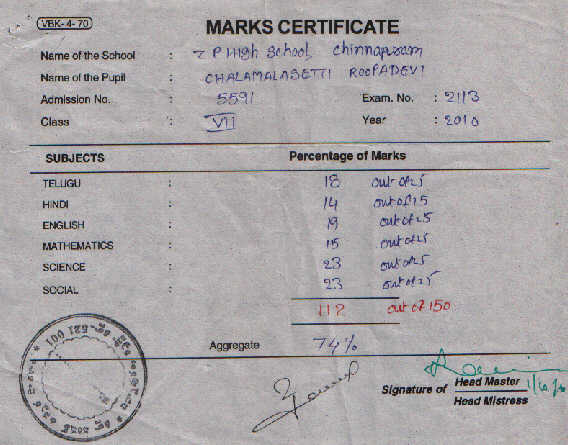 VBK-4-70
MARKS CERTIFICATE
Name of the School : Z P High School, Chinnapuram
Name of the Pupil : CHALAMALASETTI ROOPADEVI
Admission No. : 5591 Exam. No. : 2113
Class : VII Year : 2010
SUBJECTS Percentage of Marks
TELUGU : 18 out of 25
HINDI : 14 out of 25
ENGLISH : 19 out of 25
MATHEMATICS : 15 out of 25
SCIENCE : 23 out of 25
SOCIAL : 23 out of 25
112 out of 150
Aggregate 74%
Signature of Head Master
Head Mistress